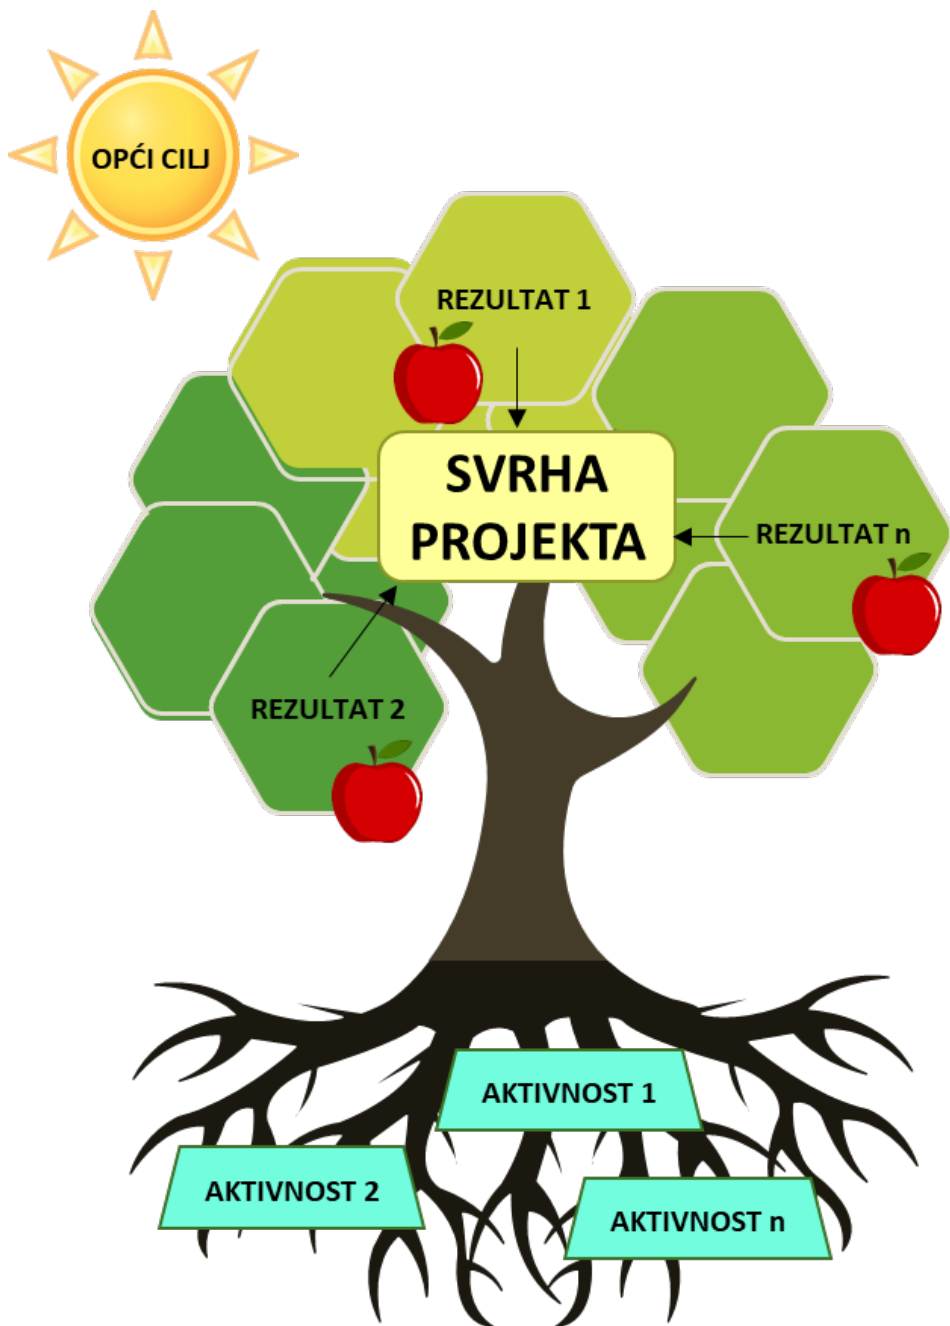 OPĆI CILJ
REZULTAT 1
SVRHA
PROJEKTA
REZULTAT n
REZULTAT 2
AKTIVNOST 1
AKTIVNOST 2
AKTIVNOST n